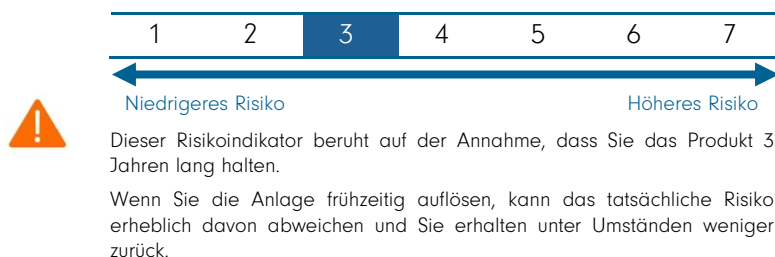 1 2 3 4 5 6 7
Niedrigeres Risiko Höheres Risiko
Dieser Risikoindikator beruht auf der Annahme, dass Sie das Produkt 3
Jahren lang halten.
Wenn Sie die Anlage frühzeitig auflösen, kann das tatsächliche Risiko
erheblich davon abweichen und Sie erhalten unter Umständen weniger
zurück.